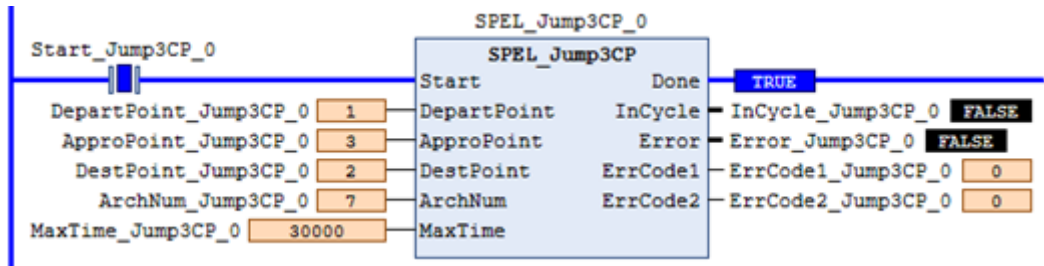 SPEL_Jump3CP_0
Start_Jump3CP_0
SPEL_Jump3CP
Start Done TRUE
DepartPoint_Jump3CP_0 1 DepartPoint InCycle InCycle_Jump3CP_0 FALSE
ApproPoint_Jump3CP_0 3 ApproPoint Error Error_Jump3CP_0 FALSE
DestPoint_Jump3CP_0 2 DestPoint ErrCode1 ErrCode1_Jump3CP_0 0
ArchNum_Jump3CP_0 7 ArchNum ErrCode2 ErrCode2_Jump3CP_0 0
MaxTime_Jump3CP_0 30000 MaxTime